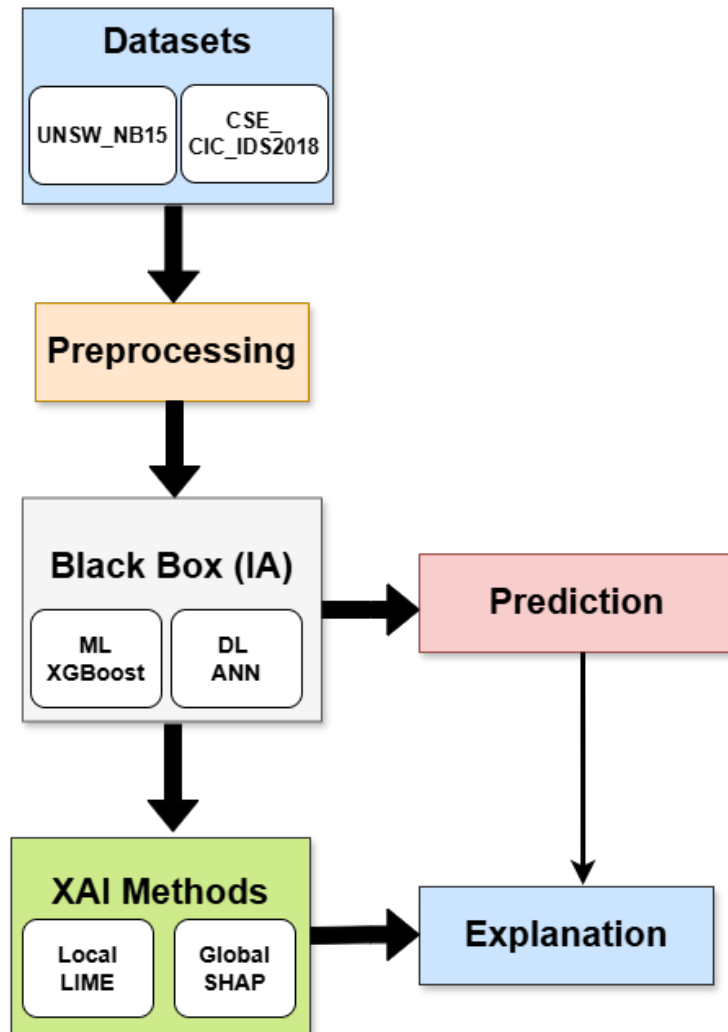 Datasets
UNSW_NB15
CSE_
CIC_IDS2018
Preprocessing
Black Box (IA)
ML
XGBoost
DL
ANN
Prediction
XAI Methods
Local
LIME
Global
SHAP
Explanation